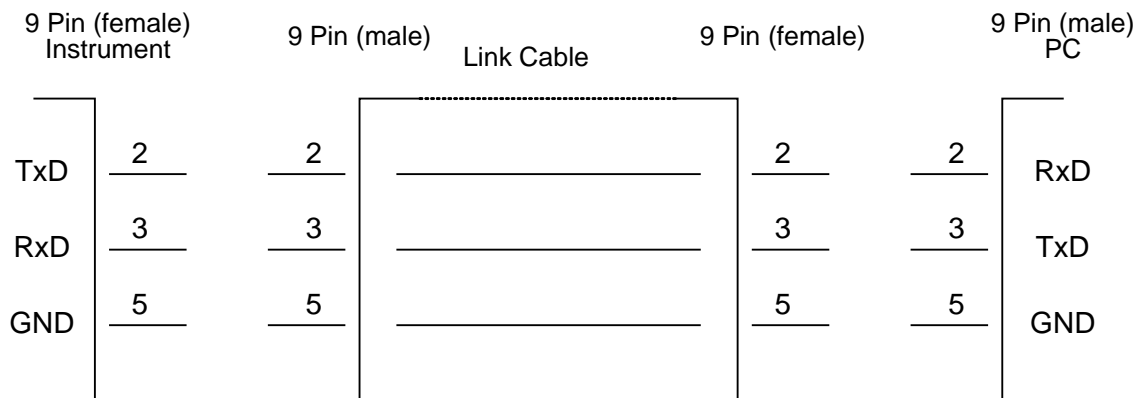 9 Pin (female)
Instrument
9 Pin (male)
Link Cable
9 Pin (female)
9 Pin (male)
PC
TxD 2 2 2 2 RxD
RxD 3 3 3 3 TxD
GND 5 5 5 5 GND